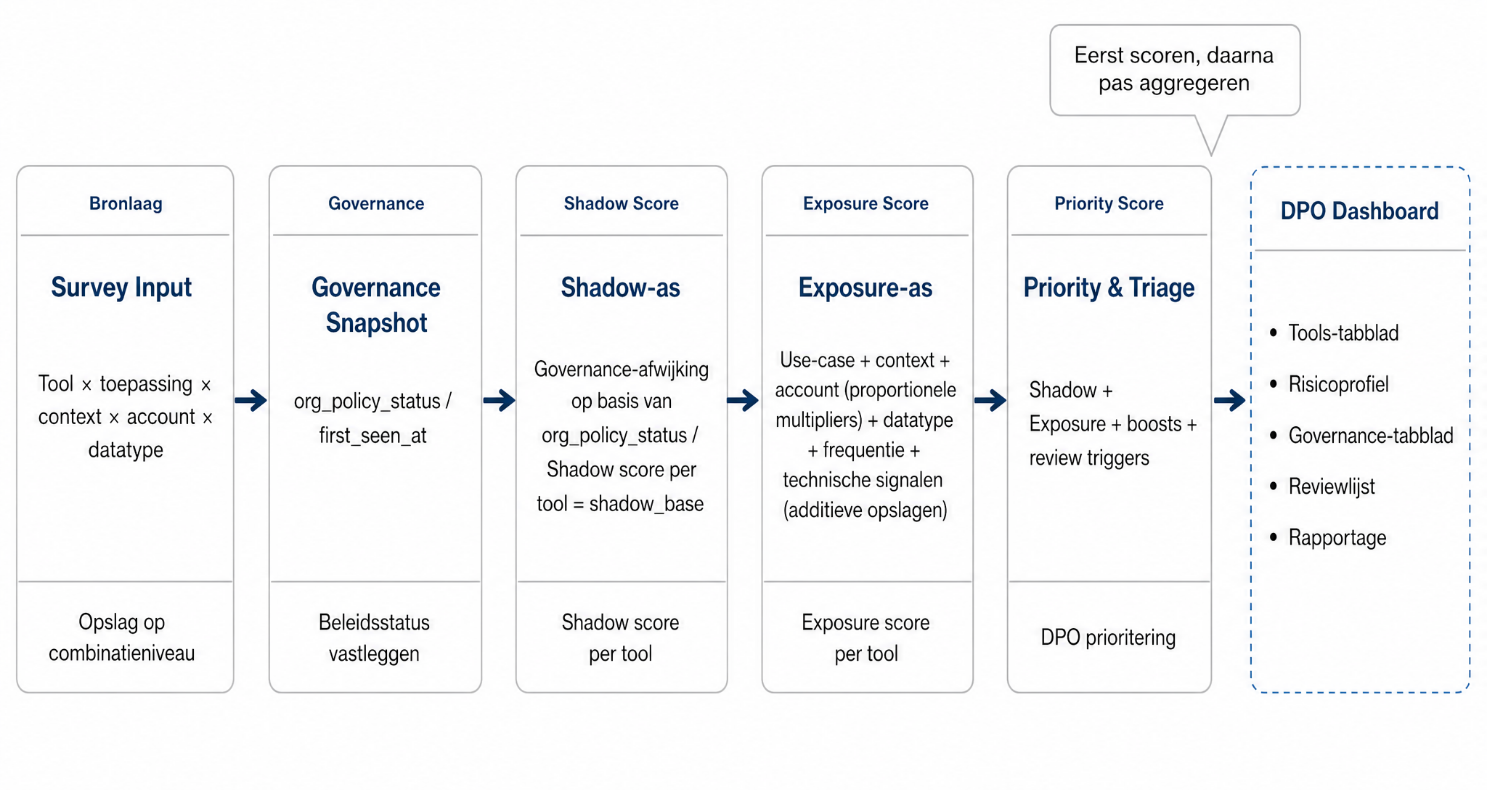 Eerst scoren, daarna
pas aggregeren
Bronlaag
Survey Input
Tool × toepassing ×
context × account ×
datatype
Opslag op
combinatieniveau
Governance
Governance
Snapshot
org_policy_status /
first_seen_at
Beleidsstatus
vastleggen
Shadow Score
Shadow-as
Governance-afwijking
op basis van
org_policy_status /
Shadow score per
tool = shadow_base
Shadow score
per tool
Exposure Score
Exposure-as
Use-case + context +
account (proportionele
multipliers) + datatype
+ frequentie +
technische signalen
(additieve opslagen)
Exposure score
per tool
Priority Score
Priority & Triage
Shadow +
Exposure + boosts +
review triggers
DPO prioritering
DPO Dashboard
• Tools-tabblad
• Risicoprofiel
• Governance-tabblad
• Reviewlijst
• Rapportage